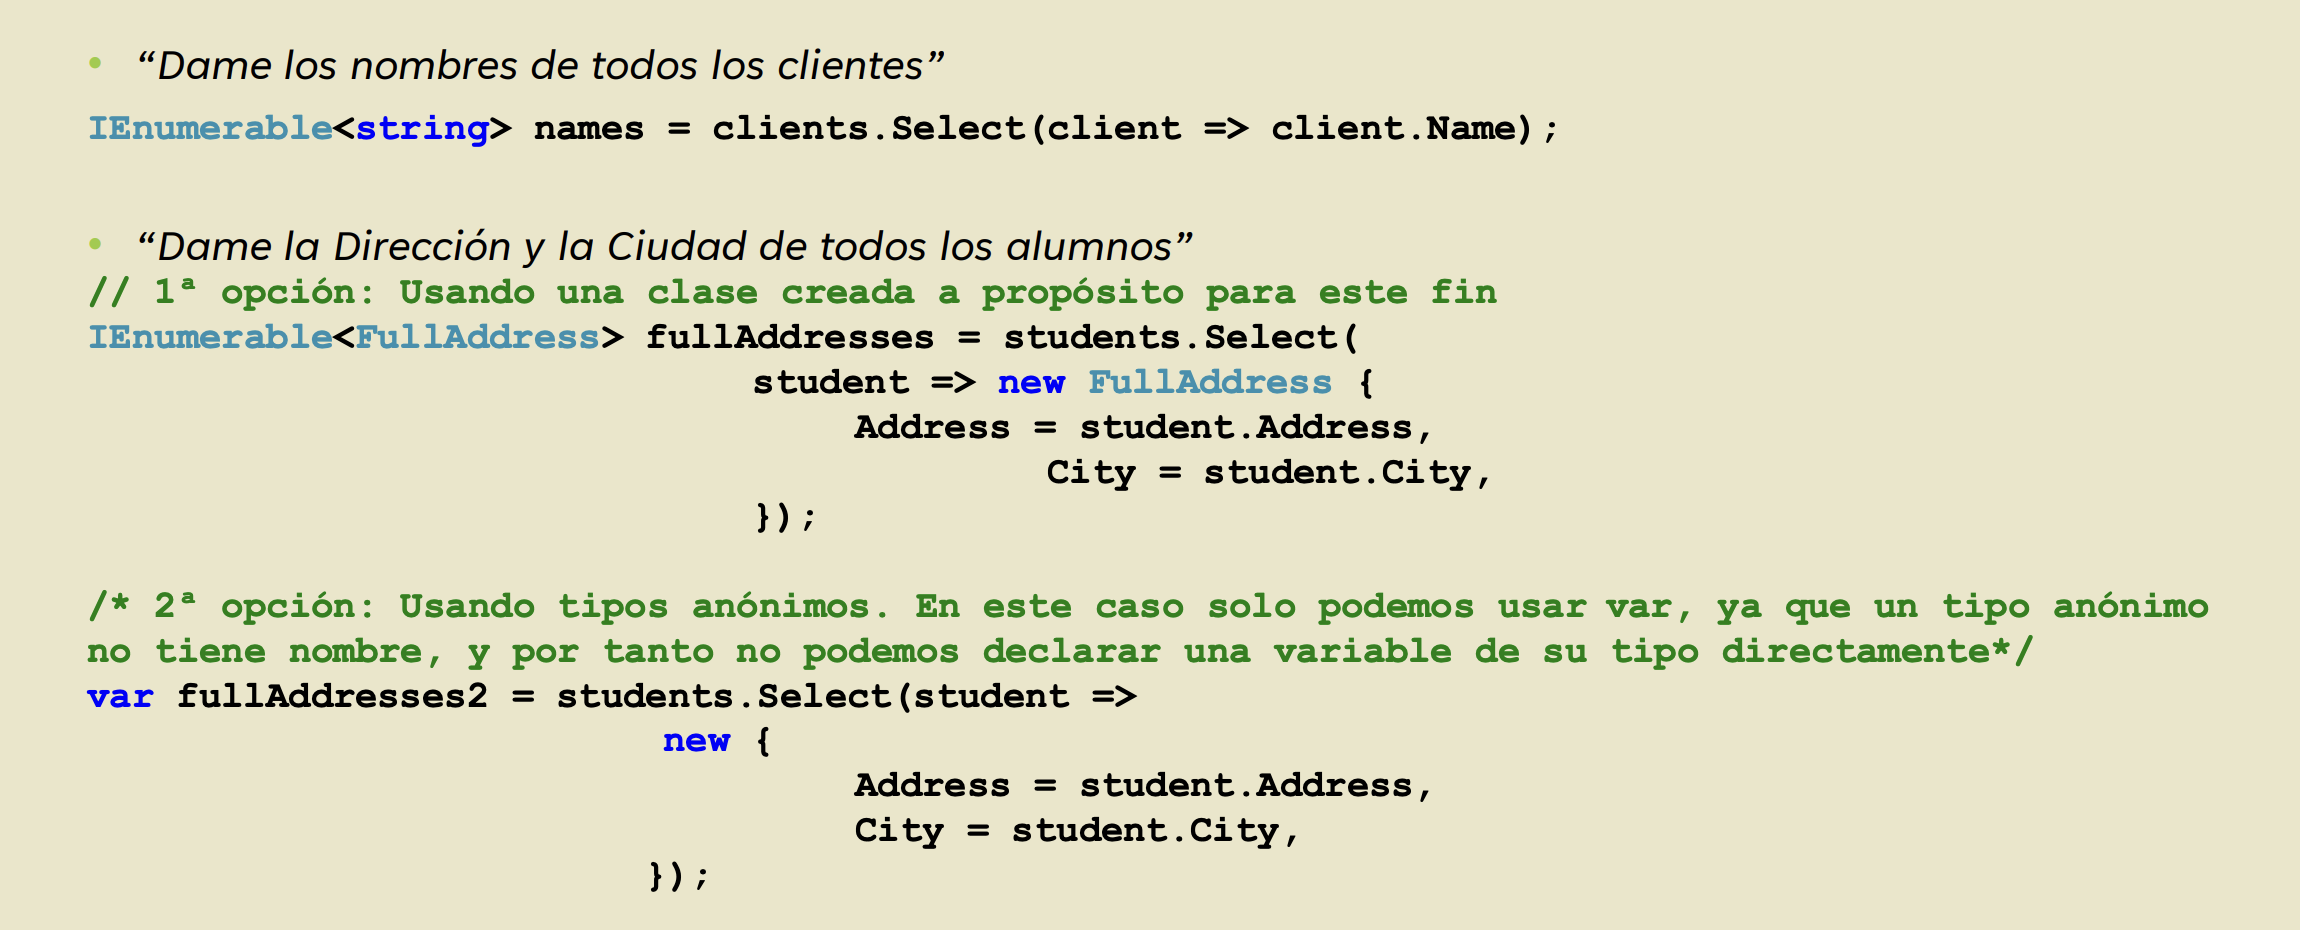 • “Dame los nombres de todos los clientes”
IEnumerable<string> names = clients.Select(client => client.Name);
• “Dame la Dirección y la Ciudad de todos los alumnos”
// 1ª opción: Usando una clase creada a propósito para este fin
IEnumerable<FullAddress> fullAddresses = students.Select(
student => new FullAddress {
Address = student.Address,
City = student.City,
});
/* 2ª opción: Usando tipos anónimos. En este caso solo podemos usar var, ya que un tipo anónimo
no tiene nombre, y por tanto no podemos declarar una variable de su tipo directamente*/
var fullAddresses2 = students.Select(student =>
new {
Address = student.Address,
City = student.City,
});